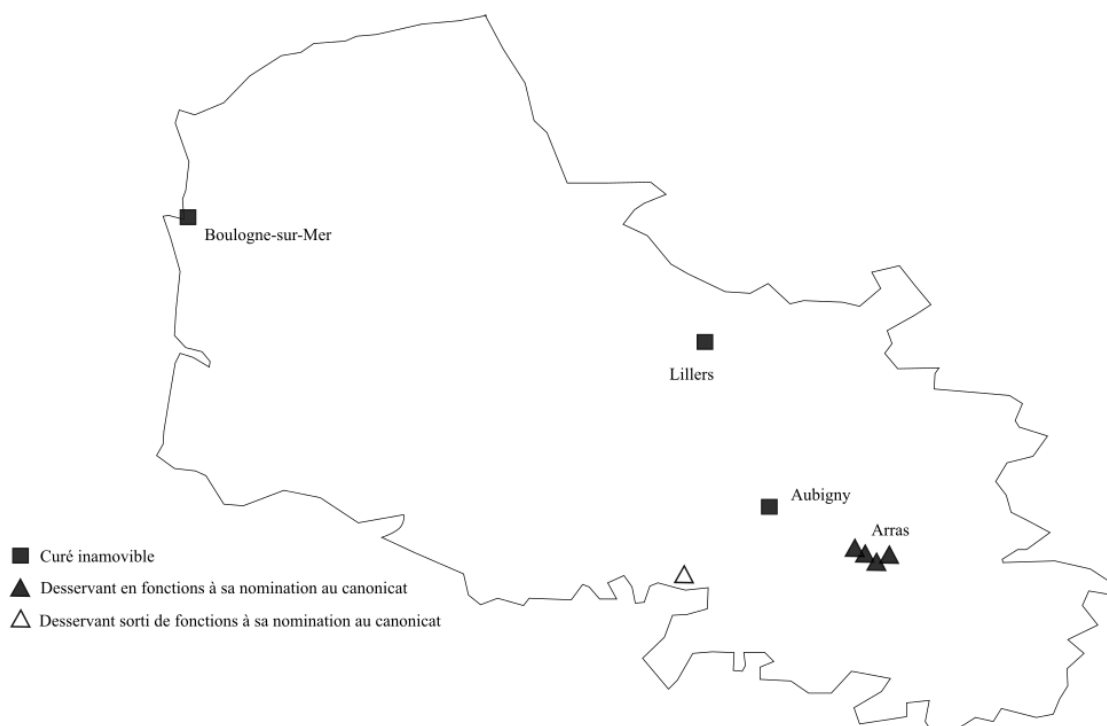 Boulogne-sur-Mer
Lillers
Aubigny
Arras
Curé inamovible
Desservant en fonctions à sa nomination au canonicat
Desservant sorti de fonctions à sa nomination au canonicat